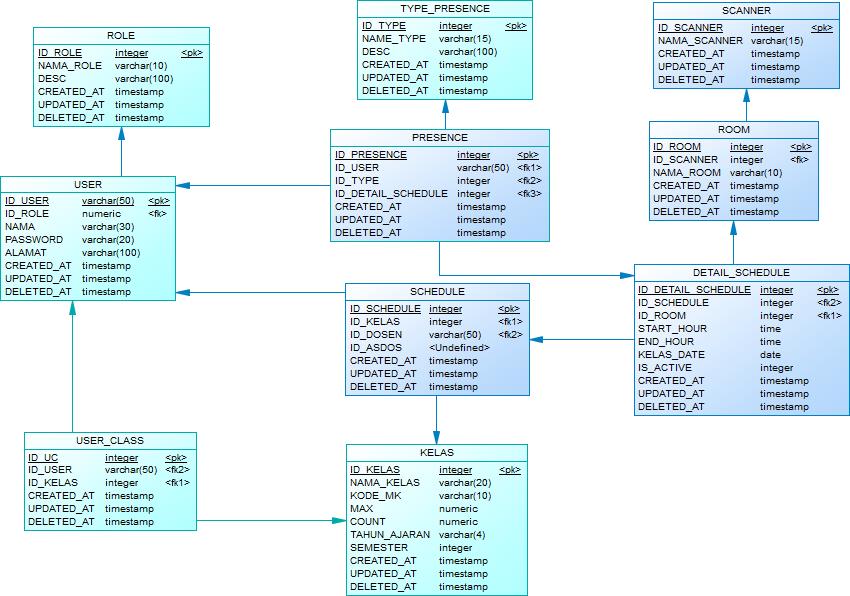 ROLE
ID_ROLE integer <pk>
NAMA_ROLE varchar(10)
DESC varchar(100)
CREATED_AT timestamp
UPDATED_AT timestamp
DELETED_AT timestamp
TYPE_PRESENCE
ID_TYPE integer <pk>
NAME_TYPE varchar(15)
DESC varchar(100)
CREATED_AT timestamp
UPDATED_AT timestamp
DELETED_AT timestamp
SCANNER
ID_SCANNER integer <pk>
NAMA_SCANNER varchar(15)
CREATED_AT timestamp
UPDATED_AT timestamp
DELETED_AT timestamp
PRESENCE
ID_PRESENCE integer <pk>
ID_USER varchar(50) <fk1>
ID_TYPE integer <fk2>
ID_DETAIL_SCHEDULE integer <fk3>
CREATED_AT timestamp
UPDATED_AT timestamp
DELETED_AT timestamp
ROOM
ID_ROOM integer <pk>
ID_SCANNER integer <fk>
NAMA_ROOM varchar(10)
CREATED_AT timestamp
UPDATED_AT timestamp
DELETED_AT timestamp
USER
ID_USER varchar(50) <pk>
ID_ROLE numeric <fk>
NAMA varchar(30)
PASSWORD varchar(20)
ALAMAT varchar(100)
CREATED_AT timestamp
UPDATED_AT timestamp
DELETED_AT timestamp
SCHEDULE
ID_SCHEDULE integer <pk>
ID_KELAS integer <fk1>
ID_DOSEN varchar(50) <fk2>
ID_ASDOS <Undefined>
CREATED_AT timestamp
UPDATED_AT timestamp
DELETED_AT timestamp
DETAIL_SCHEDULE
ID_DETAIL_SCHEDULE integer <pk>
ID_SCHEDULE integer <fk2>
ID_ROOM integer <fk1>
START_HOUR time
END_HOUR time
KELAS_DATE date
IS_ACTIVE integer
CREATED_AT timestamp
UPDATED_AT timestamp
DELETED_AT timestamp
USER_CLASS
ID_UC integer <pk>
ID_USER varchar(50) <fk2>
ID_KELAS integer <fk1>
CREATED_AT timestamp
UPDATED_AT timestamp
DELETED_AT timestamp
KELAS
ID_KELAS integer <pk>
NAMA_KELAS varchar(20)
KODE_MK varchar(10)
MAX numeric
COUNT numeric
TAHUN_AJARAN varchar(4)
SEMESTER integer
CREATED_AT timestamp
UPDATED_AT timestamp
DELETED_AT timestamp